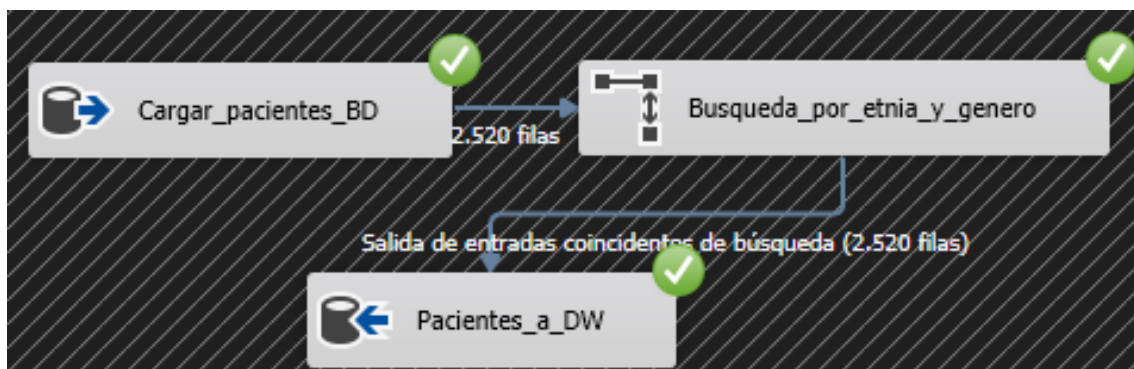 Cargar_pacientes_BD
2.520 filas
Busqueda_por_etnia_y_genero
Salida de entradas coincidentes de búsqueda (2.520 filas)
Pacientes_a_DW